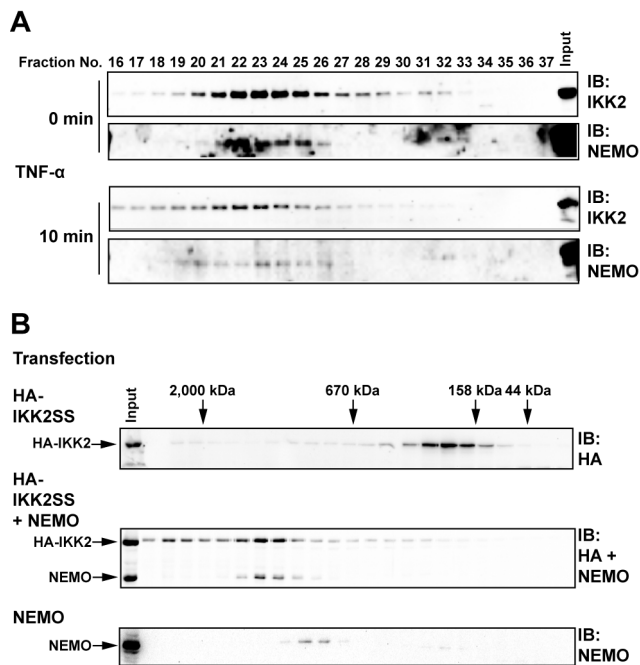 A
Fraction No. 16 17 18 19 20 21 22 23 24 25 26 27 28 29 30 31 32 33 34 35 36 37 Input
0 min
IB:
IKK2
IB:
NEMO
TNF-α
10 min
IB:
IKK2
IB:
NEMO
B
Transfection
HA-
IKK2SS
Input
2,000 kDa 670 kDa 158 kDa 44 kDa
HA-IKK2
IB:
HA
HA-
IKK2SS
+ NEMO
HA-IKK2
NEMO
IB:
HA +
NEMO
NEMO
NEMO
IB:
NEMO